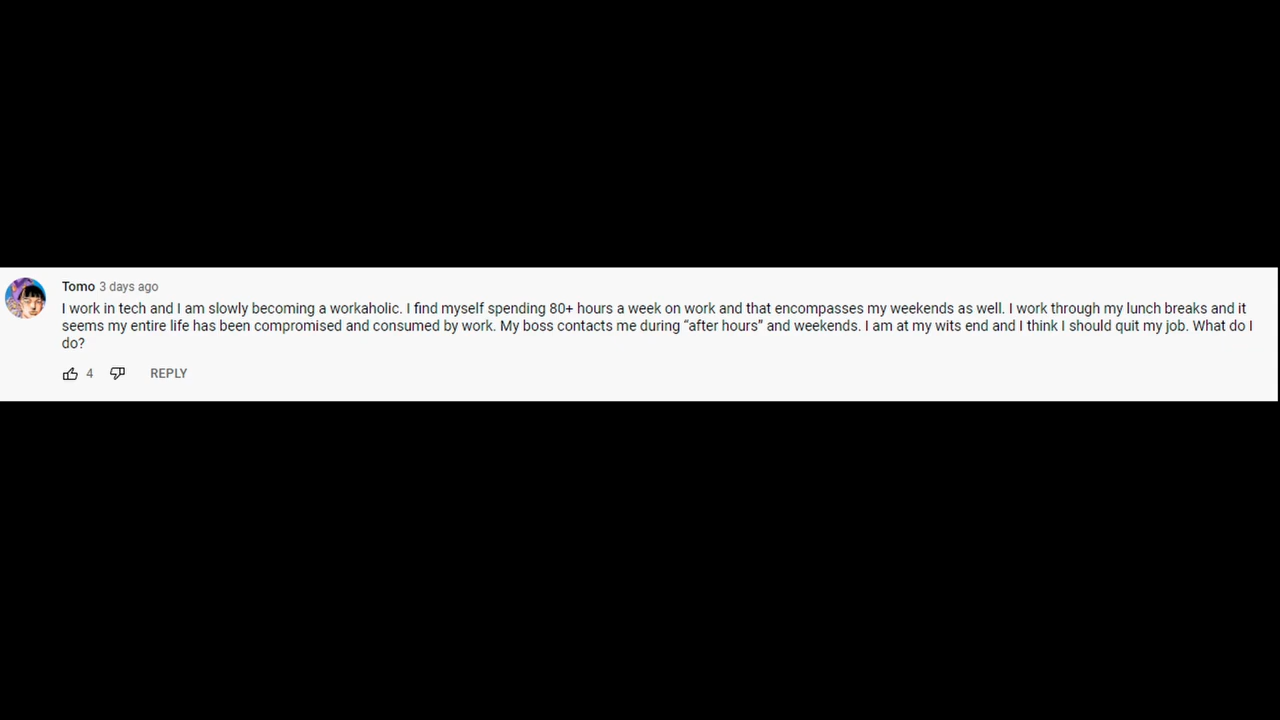 Tomo 3 days ago
I work in tech and I am slowly becoming a workaholic. I find myself spending 80+ hours a week on work and that encompasses my weekends as well. I work through my lunch breaks and it
seems my entire life has been compromised and consumed by work. My boss contacts me during “after hours” and weekends. I am at my wits end and I think I should quit my job. What do I
do?
4 REPLY